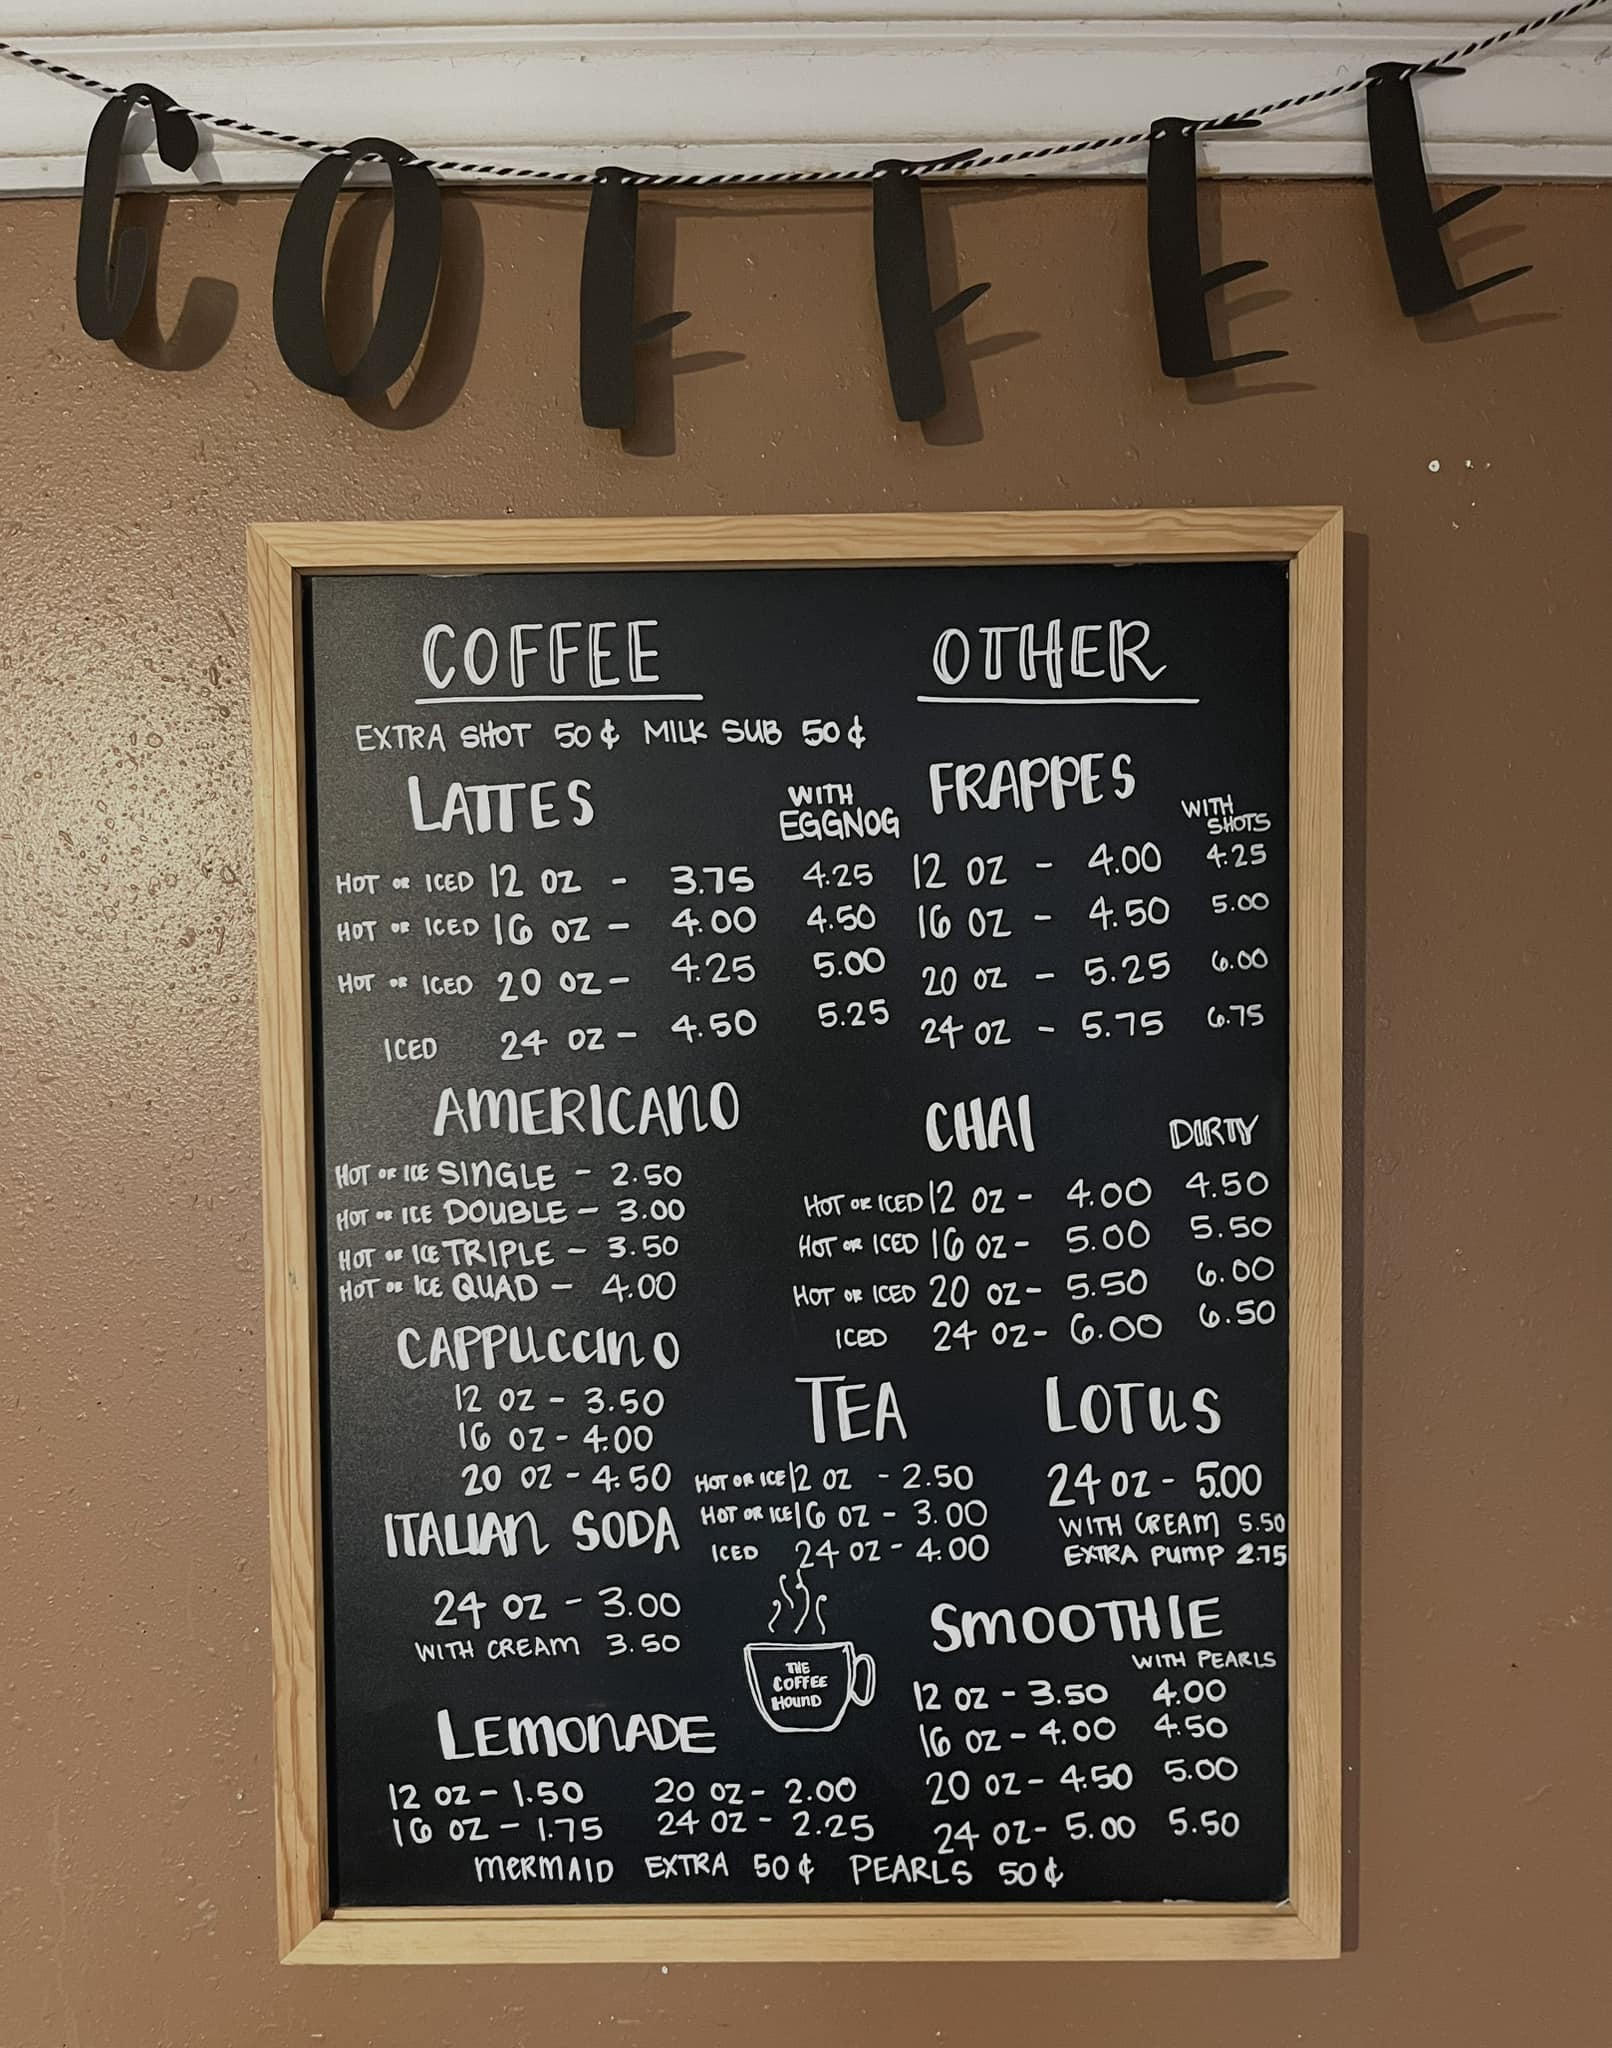 COFFEE
COFFEE
EXTRA SHOT 50¢ MILK SUB 50¢
LATTES
WITH EGGNOG
HOT OR ICED 12 OZ - 3.75 4.25
HOT OR ICED 16 OZ - 4.00 4.50
HOT OR ICED 20 OZ - 4.25 5.00
ICED 24 OZ - 4.50 5.25
AMERICANO
HOT OR ICE SINGLE - 2.50
HOT OR ICE DOUBLE - 3.00
HOT OR ICE TRIPLE - 3.50
HOT OR ICE QUAD - 4.00
CAPPUCCINO
12 OZ - 3.50
16 OZ - 4.00
20 OZ - 4.50
ITALIAN SODA
24 OZ - 3.00
WITH CREAM 3.50
OTHER
FRAPPES
WITH SHOTS
12 OZ - 4.00 4.25
16 OZ - 4.50 5.00
20 OZ - 5.25 6.00
24 OZ - 5.75 6.75
CHAI DIRTY
HOT OR ICED 12 OZ - 4.00 4.50
HOT OR ICED 16 OZ - 5.00 5.50
HOT OR ICED 20 OZ - 5.50 6.00
ICED 24 OZ - 6.00 6.50
TEA
HOT OR ICE 12 OZ - 2.50
HOT OR ICE 16 OZ - 3.00
ICED 24 OZ - 4.00
LOTUS
24 OZ - 5.00
WITH CREAM 5.50
EXTRA PUMP 2.75
THE
COFFEE
HOUND
SMOOTHIE
WITH PEARLS
12 OZ - 3.50 4.00
16 OZ - 4.00 4.50
20 OZ - 4.50 5.00
24 OZ - 5.00 5.50
LEMONADE
12 OZ - 1.50 20 OZ - 2.00
16 OZ - 1.75 24 OZ - 2.25
MERMAID EXTRA 50¢ PEARLS 50¢